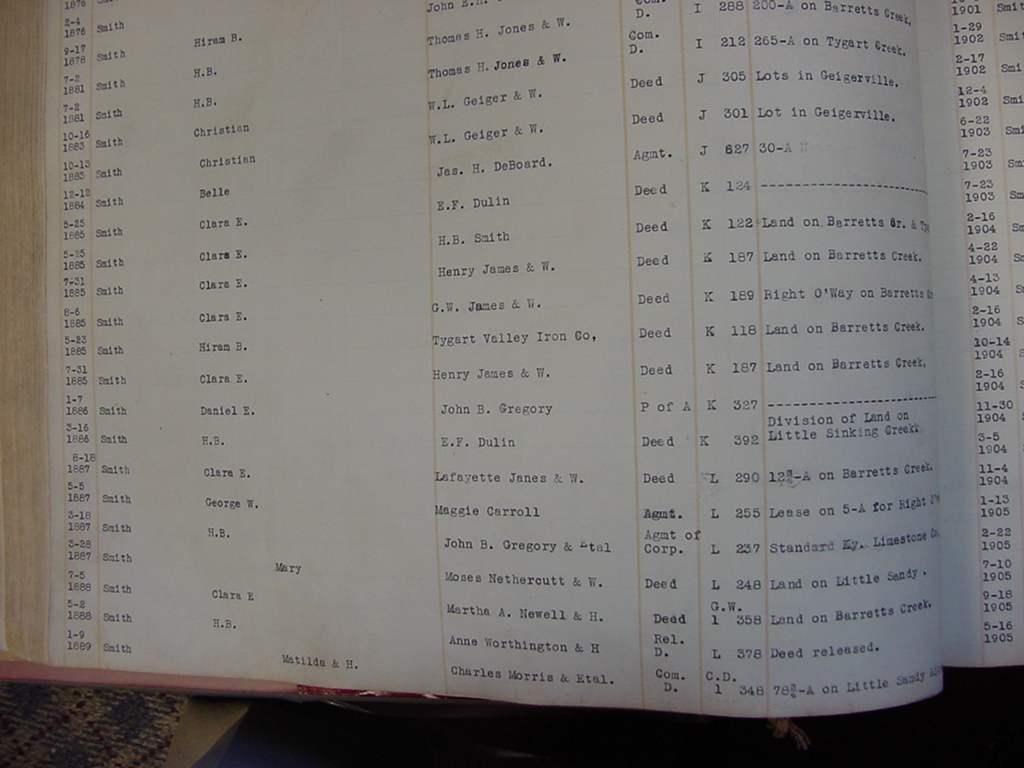 1876 Smith
2-4
1876 Smith
9-17
1878 Smith Hiram B. John E.H.
7-2
1881 Smith H.B. Thomas H. Jones & W. Com. D. I 288 200-A on Barretts Creek.
7-2
1881 Smith H.B. Thomas H. Jones & W. Com. D. I 212 265-A on Tygart Creek.
10-16
1883 Smith Christian W.L. Geiger & W. Deed J 305 Lots in Geigerville.
10-13
1883 Smith Christian W.L. Geiger & W. Deed J 301 Lot in Geigerville.
12-12
1884 Smith Belle Jas. H. DeBoard. Agmt. J 627 30-A
5-25
1885 Smith Clara E. E.F. Dulin Deed K 124 --------------------
5-25
1885 Smith Clara E. H.B. Smith Deed K 122 Land on Barretts Cr. &
7-31
1885 Smith Clara E. Henry James & W. Deed K 187 Land on Barretts Creek.
8-6
1885 Smith Clara E. G.W. James & W. Deed K 189 Right O'Way on Barretts
5-23
1885 Smith Hiram B. Tygart Valley Iron Co, Deed K 118 Land on Barretts Creek.
7-31
1885 Smith Clara E. Henry James & W. Deed K 187 Land on Barretts Creek.
1-7
1886 Smith Daniel E. John B. Gregory P of A K 327 --------------------
3-16
1886 Smith H.B. E.F. Dulin Deed K 392 Division of Land on Little Sinking Creek.
8-18
1887 Smith Clara E. Lafayette Janes & W. Deed L 290 12¾-A on Barretts Creek.
5-5
1887 Smith George W. Maggie Carroll Agmt. L 255 Lease on 5-A for Right
3-18
1887 Smith H.B. John B. Gregory & Etal Agmt of Corp. L 237 Standard Ky. Limestone Co
3-28
1887 Smith Mary Moses Nethercutt & W. Deed L 248 Land on Little Sandy.
7-5
1888 Smith Clara E Martha A. Newell & H. Deed G.W. 1 358 Land on Barretts Creek.
5-2
1888 Smith H.B. Anne Worthington & H Rel. D. L 378 Deed released.
1-9
1889 Smith Matilda & H. Charles Morris & Etal. Com. D. C.D. 1 348 78¾-A on Little Sandy
1901 Smi
1-29
1902 Smi
2-17
1902 Smi
12-4
1902 Smi
6-22
1903 Smi
7-23
1903 Sm
7-23
1903 Sm
2-16
1904 Sm
4-22
1904 S
4-13
1904 S
2-16
1904 S
10-14
1904
2-16
1904
11-30
1904
3-5
1904
11-4
1904
1-13
1905
2-22
1905
7-10
1905
9-18
1905
5-16
1905